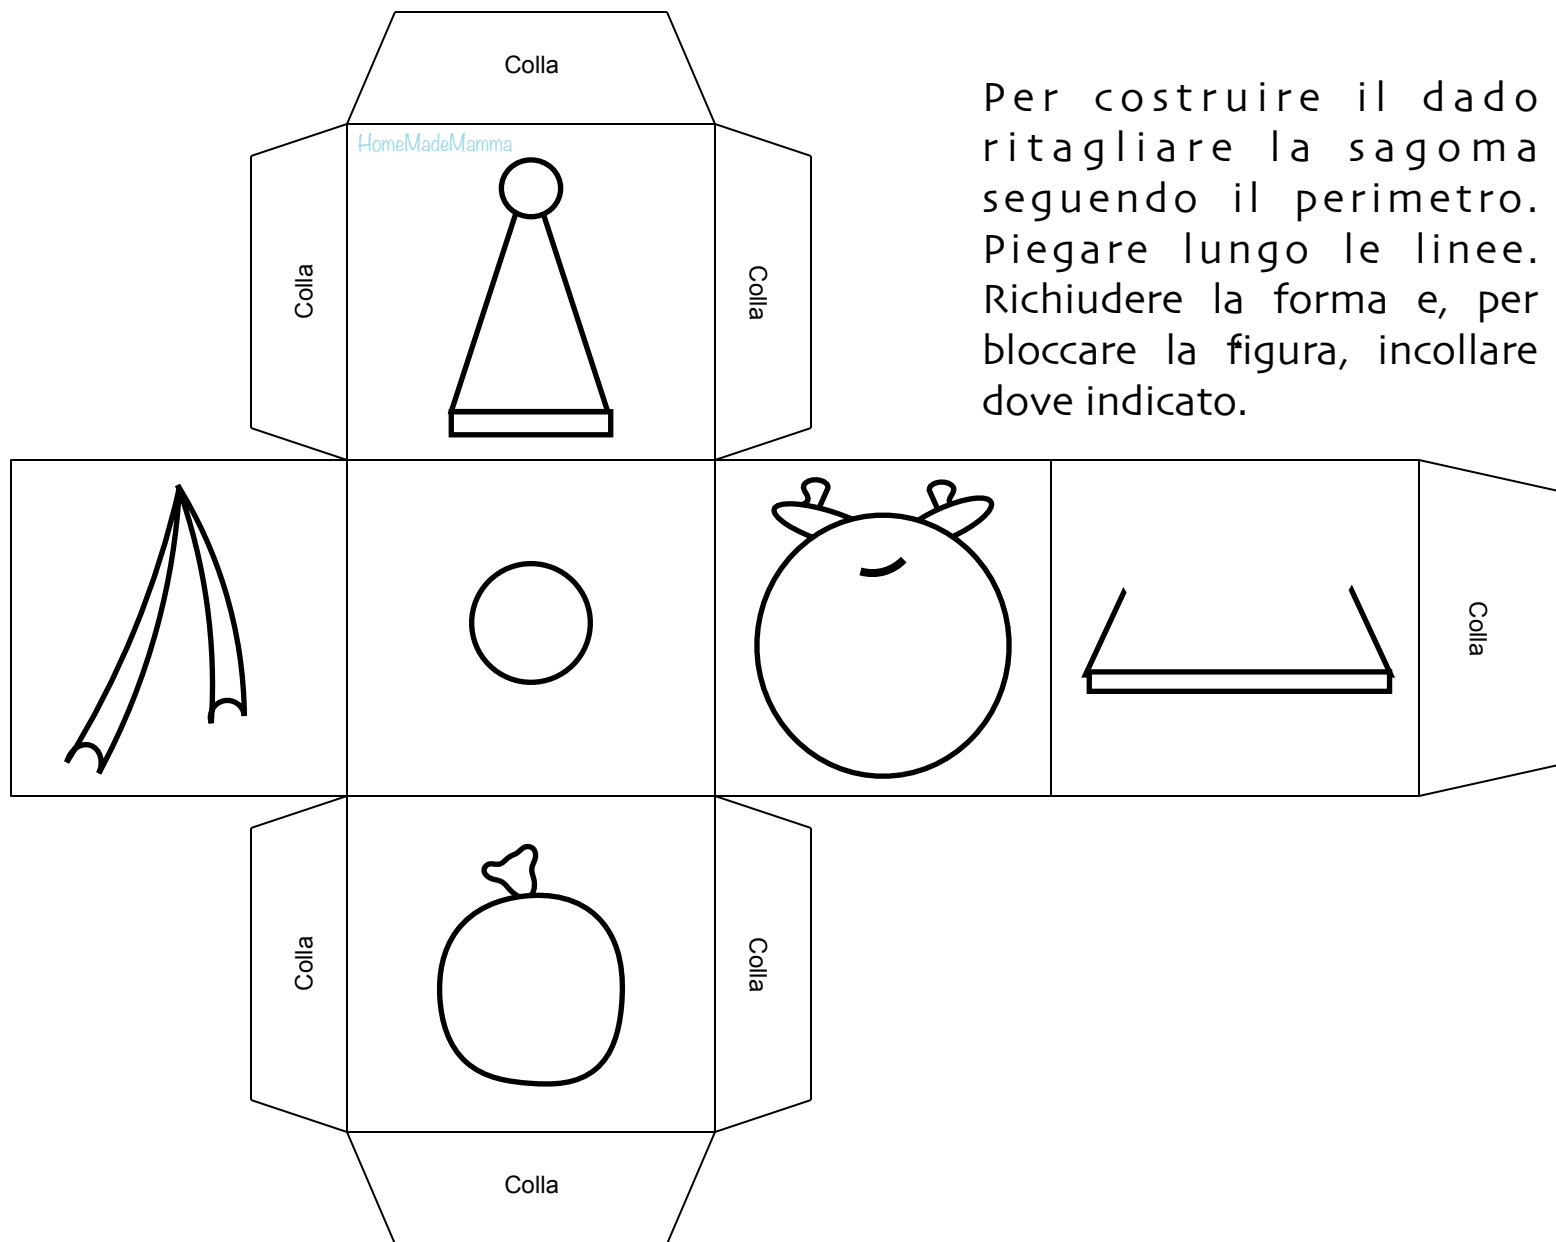 Colla
Per costruire il dado
ritagliare la sagoma
seguendo il perimetro.
Piegare lungo le linee.
Richiudere la forma e, per
bloccare la figura, incollare
dove indicato.
HomeMadeMamma
Colla
Colla
Colla
Colla
Colla
Colla